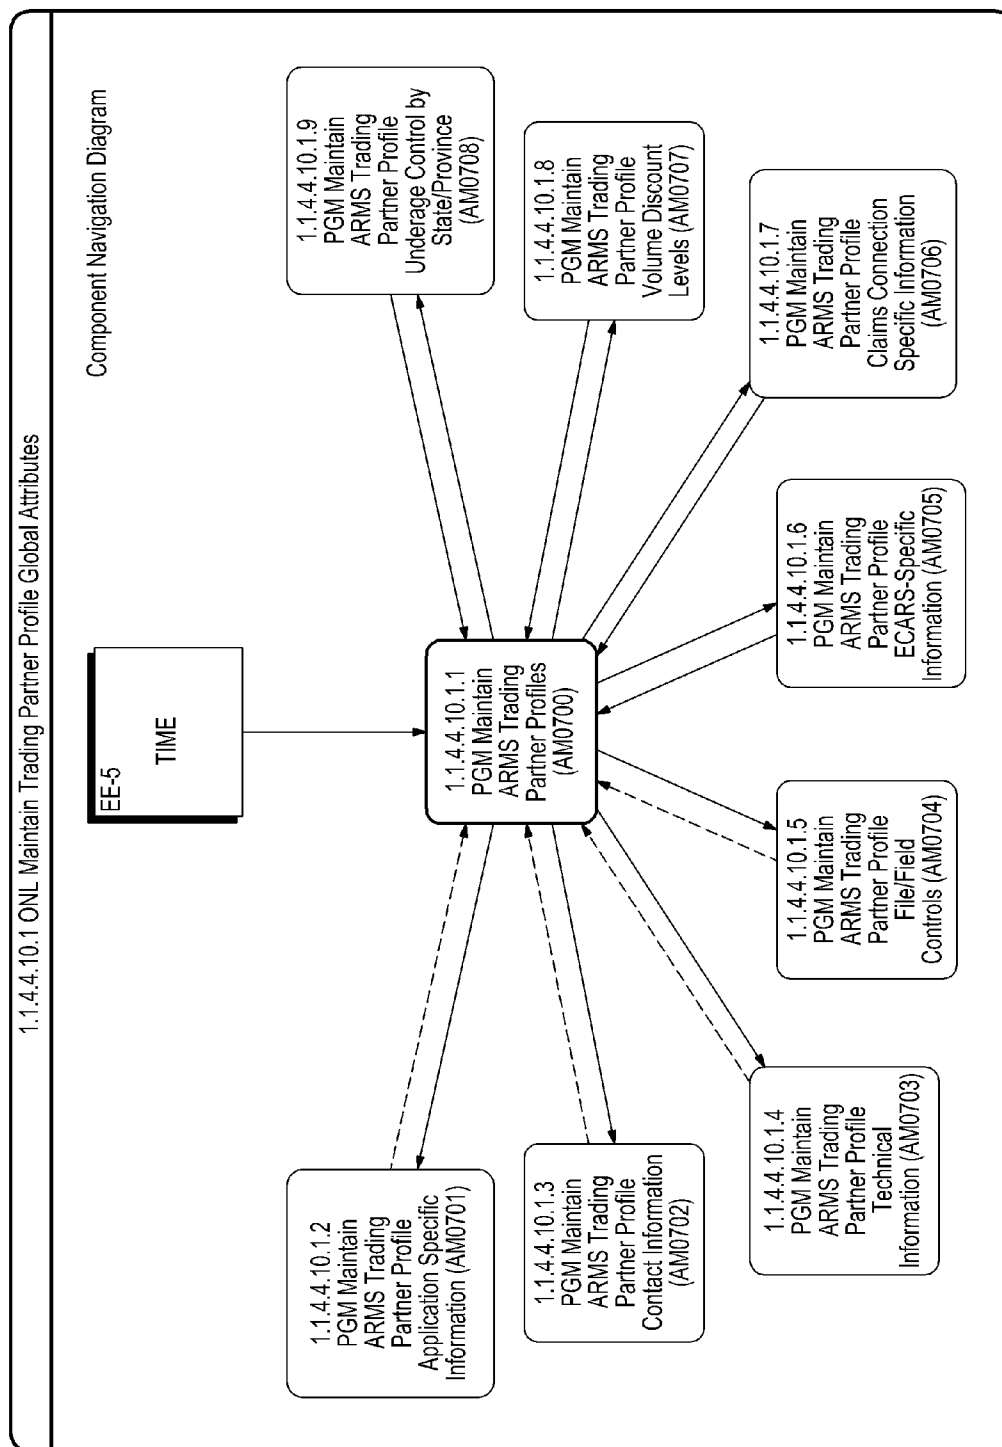 1.1.4.4.10.1 ONL Maintain Trading Partner Profile Global Attributes
Component Navigation Diagram
EE-5
TIME
1.1.4.4.10.1.1
PGM Maintain
ARMS Trading
Partner Profiles
(AM0700)
1.1.4.4.10.1.2
PGM Maintain
ARMS Trading
Partner Profile
Application Specific
Information (AM0701)
1.1.4.4.10.1.3
PGM Maintain
ARMS Trading
Partner Profile
Contact Information
(AM0702)
1.1.4.4.10.1.4
PGM Maintain
ARMS Trading
Partner Profile
Technical
Information (AM0703)
1.1.4.4.10.1.5
PGM Maintain
ARMS Trading
Partner Profile
File/Field
Controls (AM0704)
1.1.4.4.10.1.6
PGM Maintain
ARMS Trading
Partner Profile
ECARS-Specific
Information (AM0705)
1.1.4.4.10.1.7
PGM Maintain
ARMS Trading
Partner Profile
Claims Connection
Specific Information
(AM0706)
1.1.4.4.10.1.8
PGM Maintain
ARMS Trading
Partner Profile
Volume Discount
Levels (AM0707)
1.1.4.4.10.1.9
PGM Maintain
ARMS Trading
Partner Profile
Underage Control by
State/Province
(AM0708)